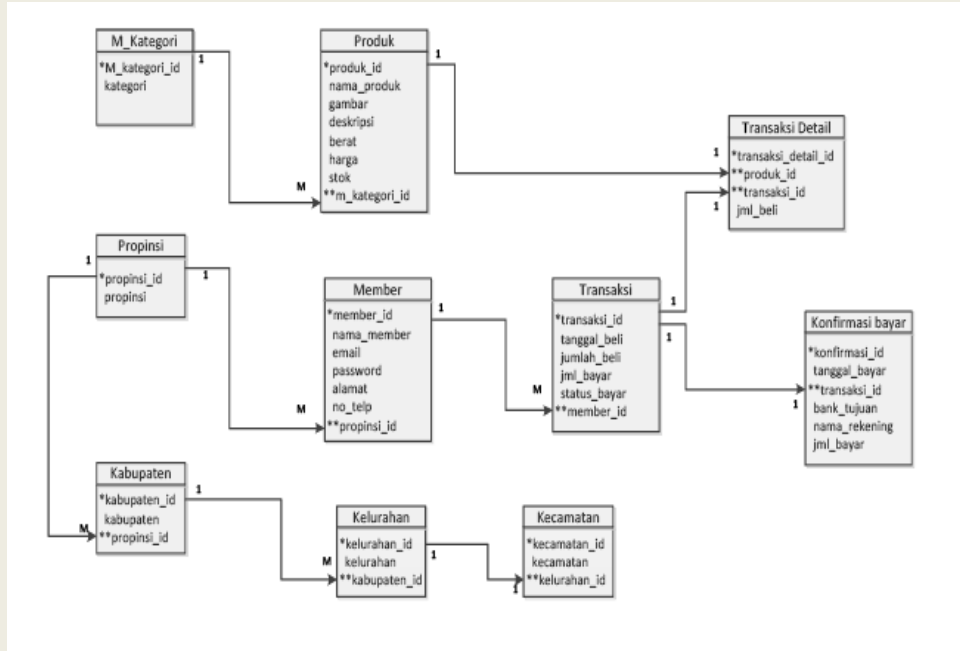 M_Kategori
*M_kategori_id
kategori
1
M
Produk
*produk_id
nama_produk
gambar
deskripsi
berat
harga
stok
**m_kategori_id
1
1
Transaksi Detail
*transaksi_detail_id
**produk_id
**transaksi_id
jml_beli
1
Propinsi
*propinsi_id
propinsi
1
1
M
Member
*member_id
nama_member
email
password
alamat
no_telp
**propinsi_id
1
M
Transaksi
*transaksi_id
tanggal_beli
jumlah_beli
jml_bayar
status_bayar
**member_id
1
1
1
Konfirmasi bayar
*konfirmasi_id
tanggal_bayar
**transaksi_id
bank_tujuan
nama_rekening
jml_bayar
M
Kabupaten
*kabupaten_id
kabupaten
**propinsi_id
1
M
Kelurahan
*kelurahan_id
kelurahan
**kabupaten_id
1
1
Kecamatan
*kecamatan_id
kecamatan
**kelurahan_id